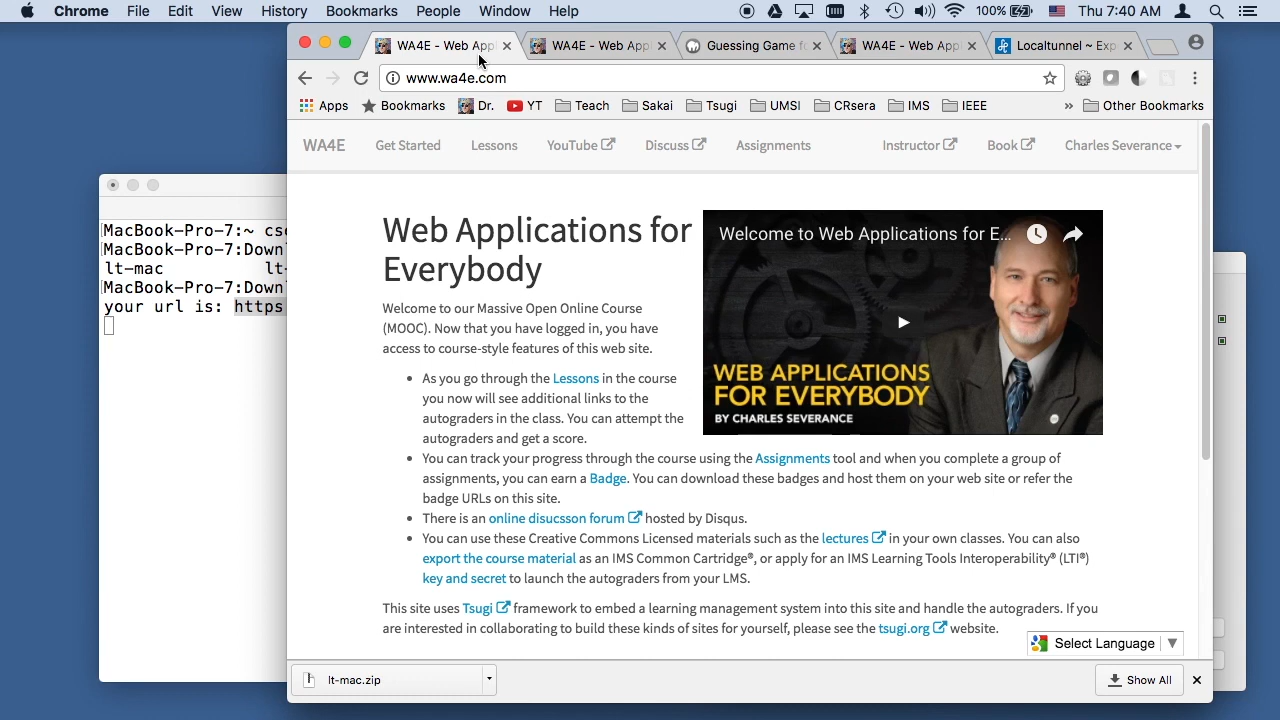 Chrome File Edit View History Bookmarks People Window Help 100% Thu 7:40 AM
WA4E - Web Appl WA4E - Web Appl Guessing Game fo WA4E - Web Appl Localtunnel ~ Exp
www.wa4e.com
Apps Bookmarks Dr. YT Teach Sakai Tsugi UMSI CRsera IMS IEEE » Other Bookmarks
WA4E Get Started Lessons YouTube Discuss Assignments Instructor Book Charles Severance
MacBook-Pro-7:~
MacBook-Pro-7:Down
lt-mac lt-
MacBook-Pro-7:Down
your url is: https
Web Applications for
Everybody
Welcome to our Massive Open Online Course
(MOOC). Now that you have logged in, you have
access to course-style features of this web site.
Welcome to Web Applications for E...
WEB APPLICATIONS
FOR EVERYBODY
BY CHARLES SEVERANCE
• As you go through the Lessons in the course
you now will see additional links to the
autograders in the class. You can attempt the
autograders and get a score.
• You can track your progress through the course using the Assignments tool and when you complete a group of
assignments, you can earn a Badge. You can download these badges and host them on your web site or refer the
badge URLs on this site.
• There is an online disucsson forum hosted by Disqus.
• You can use these Creative Commons Licensed materials such as the lectures in your own classes. You can also
export the course material as an IMS Common Cartridge®, or apply for an IMS Learning Tools Interoperability® (LTI®)
key and secret to launch the autograders from your LMS.
This site uses Tsugi framework to embed a learning management system into this site and handle the autograders. If you
are interested in collaborating to build these kinds of sites for yourself, please see the tsugi.org website.
Select Language
lt-mac.zip Show All